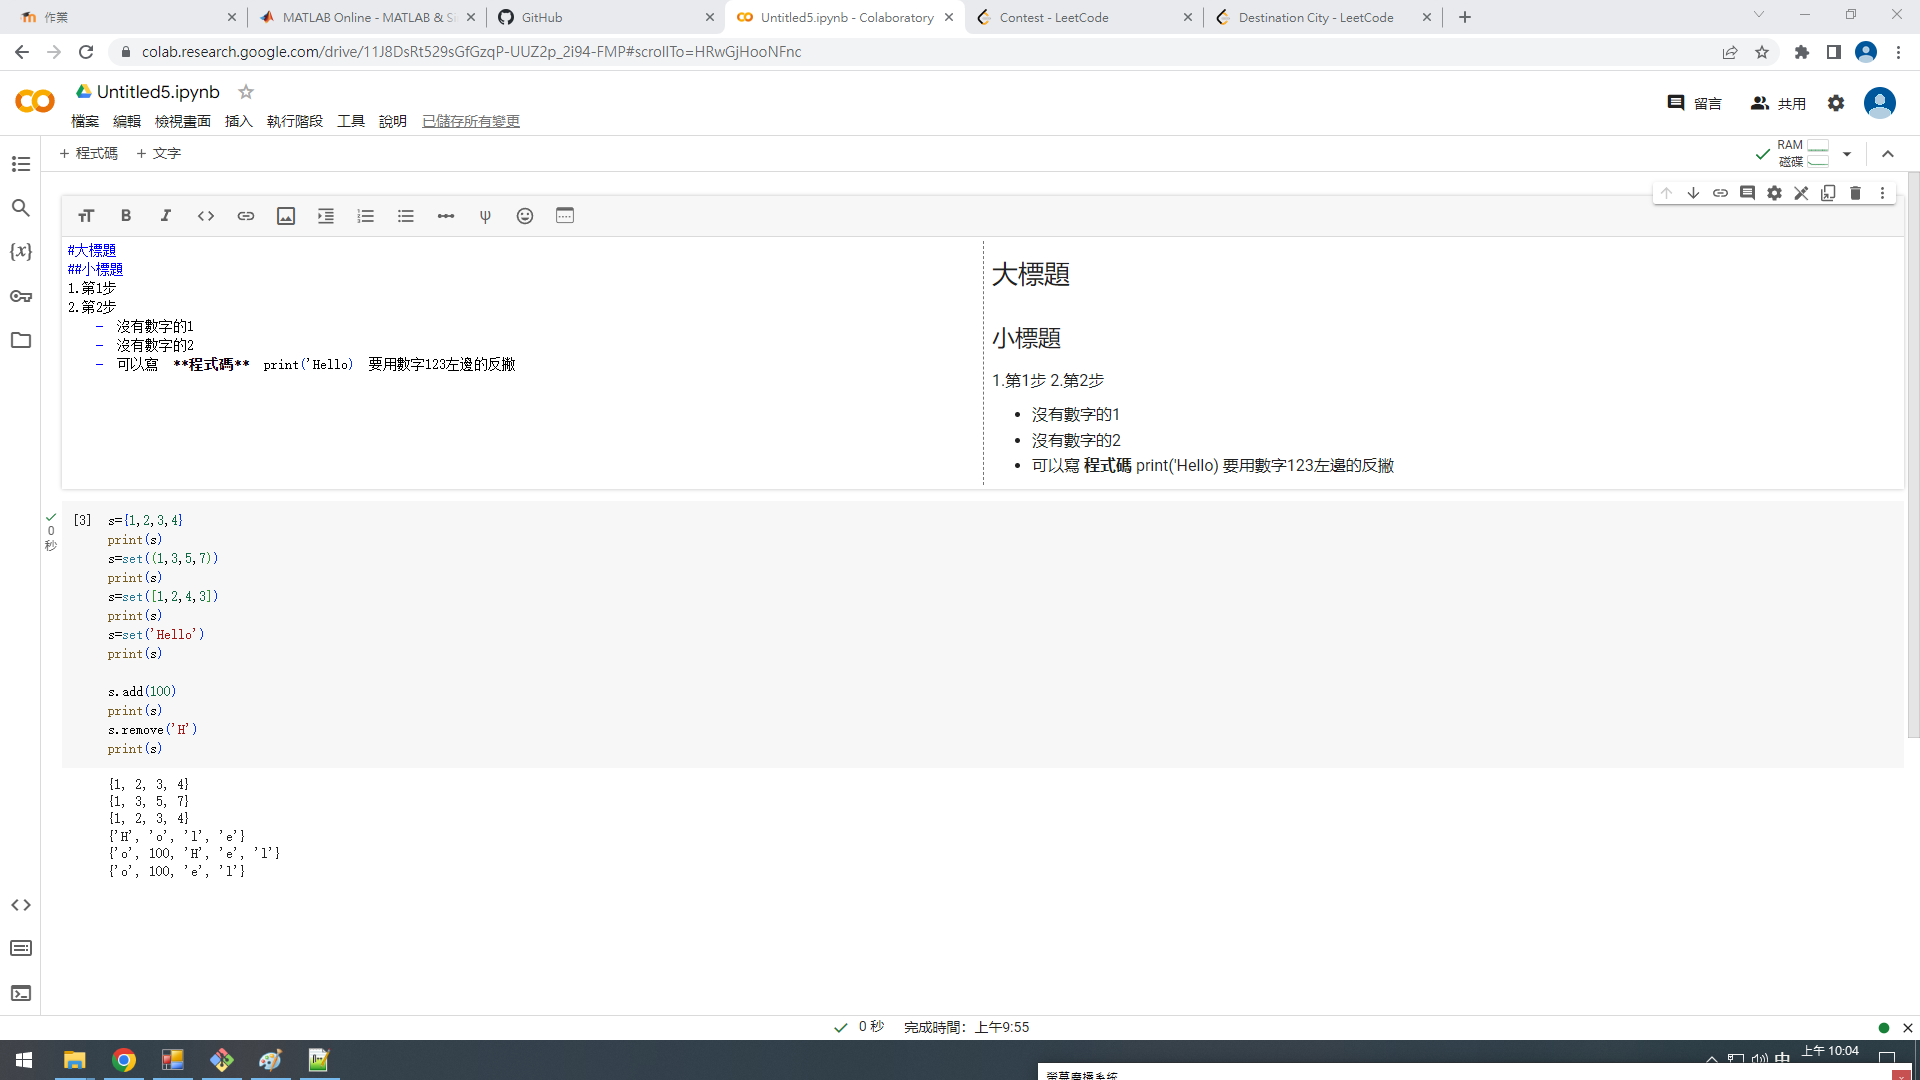 作業
MATLAB Online - MATLAB & Si
GitHub
Untitled5.ipynb - Colaboratory
Contest - LeetCode
Destination City - LeetCode
colab.research.google.com/drive/11J8DsRt529sGfGzqP-UUZ2p_2i94-FMP#scrollTo=HRwGjHooNFnc
Untitled5.ipynb
檔案 編輯 檢視畫面 插入 執行階段 工具 說明 已儲存所有變更
留言
共用
+ 程式碼 + 文字
RAM
磁碟
#大標題
##小標題
1.第1步
2.第2步
- 沒有數字的1
- 沒有數字的2
- 可以寫 **程式碼** print('Hello) 要用數字123左邊的反撇
大標題
小標題
1.第1步 2.第2步
• 沒有數字的1
• 沒有數字的2
• 可以寫 程式碼 print('Hello) 要用數字123左邊的反撇
0
秒
[3] s={1,2,3,4}
print(s)
s=set((1,3,5,7))
print(s)
s=set([1,2,4,3])
print(s)
s=set('Hello')
print(s)
s.add(100)
print(s)
s.remove('H')
print(s)
{1, 2, 3, 4}
{1, 3, 5, 7}
{1, 2, 3, 4}
{'H', 'o', 'l', 'e'}
{'o', 100, 'H', 'e', 'l'}
{'o', 100, 'e', 'l'}
0 秒 完成時間: 上午9:55
中
上午 10:04
螢幕廣播系統